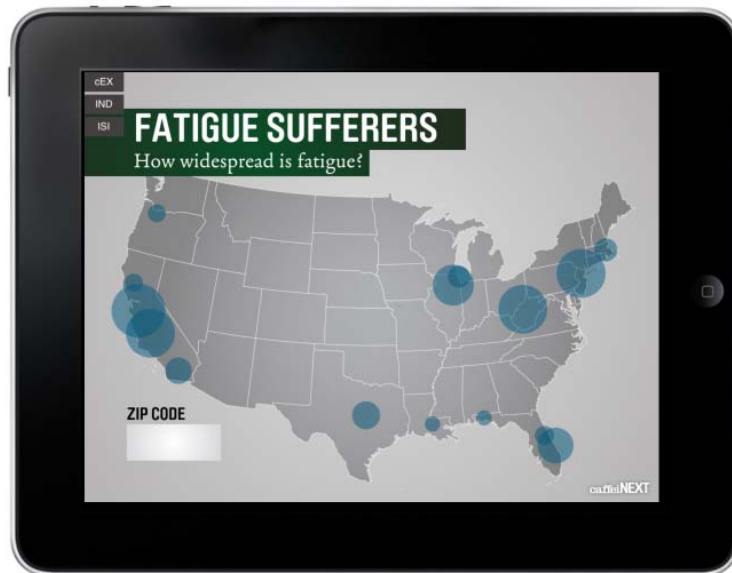 cEX
IND
ISI
FATIGUE SUFFERERS
How widespread is fatigue?
ZIP CODE
caffeiNEXT